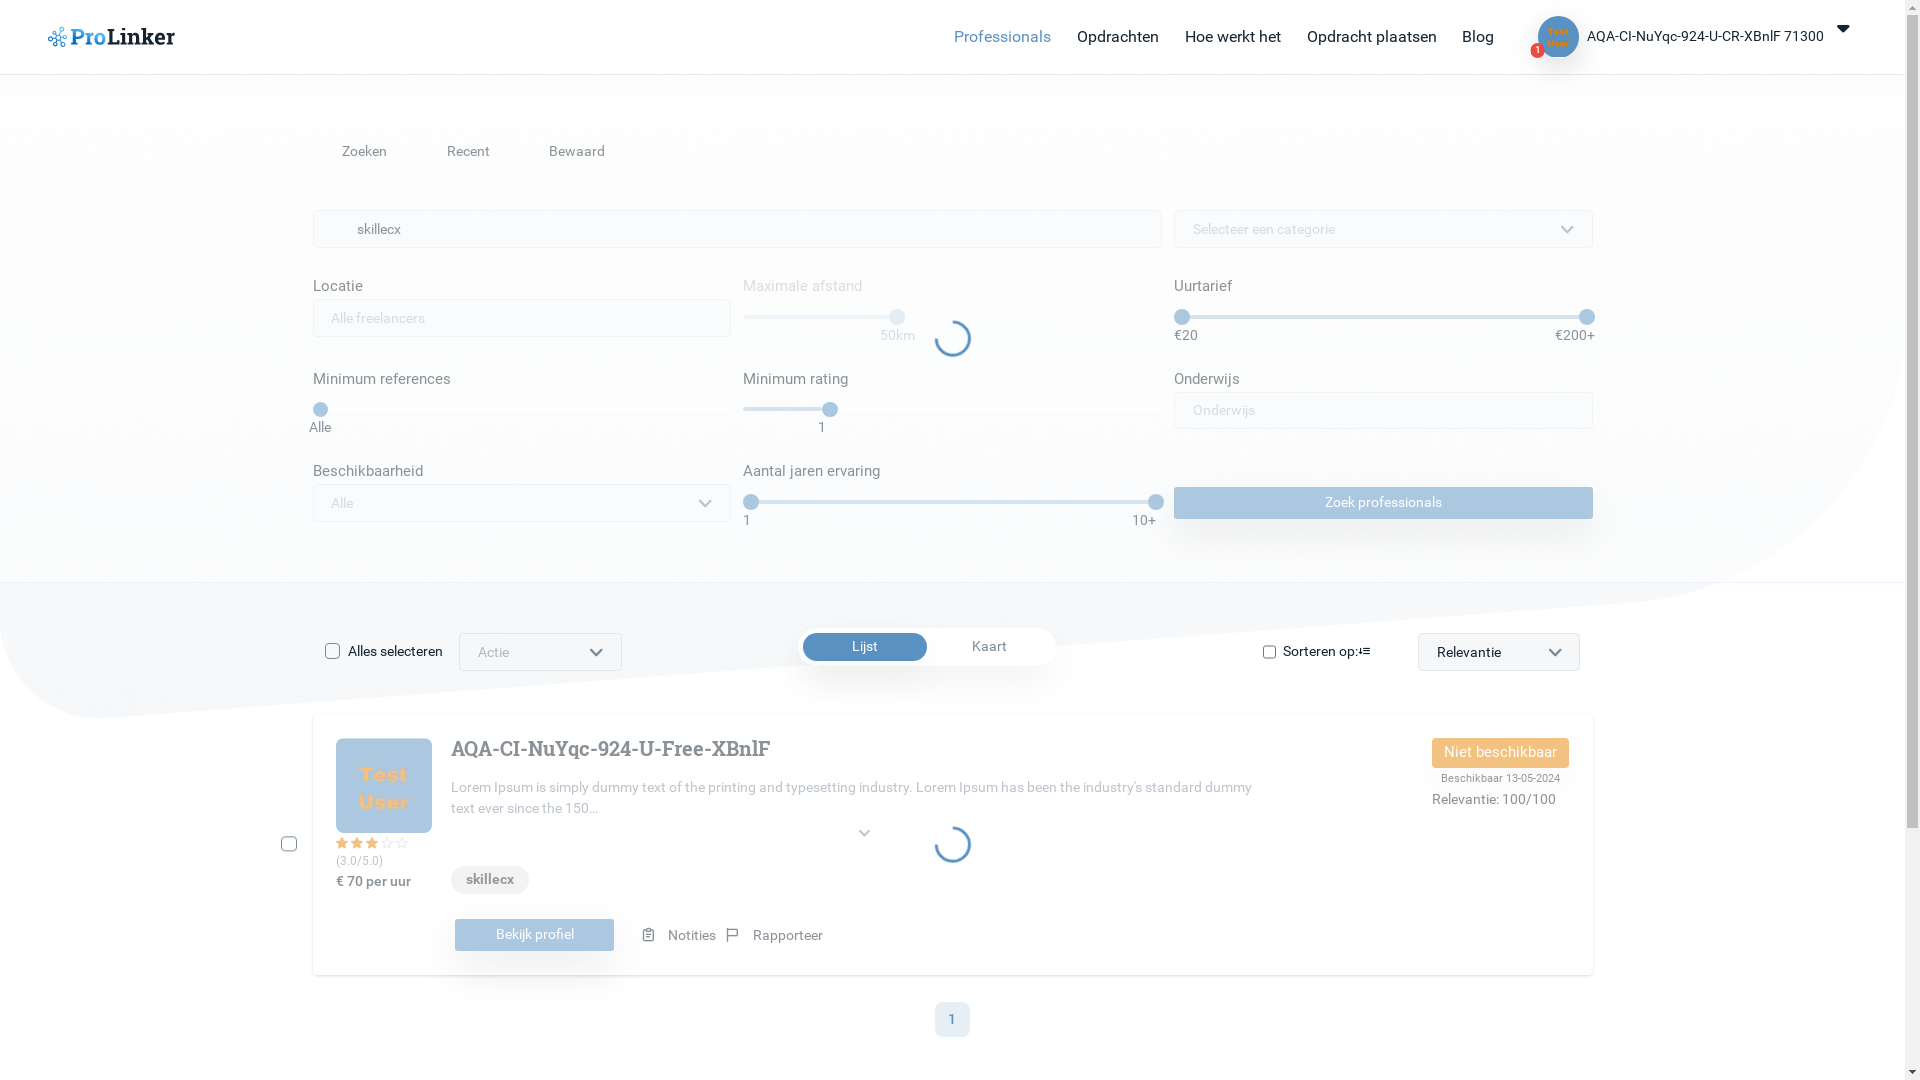 ProLinker
Professionals Opdrachten Hoe werkt het Opdracht plaatsen Blog
Test User
1
AQA-CI-NuYqc-924-U-CR-XBnlF 71300
Zoeken Recent Bewaard
skillecx
Selecteer een categorie
Locatie Maximale afstand Uurtarief
Alle freelancers
50km €20 €200+
Minimum references Minimum rating Onderwijs
Onderwijs
Alle 1
Beschikbaarheid Aantal jaren ervaring
Alle
Zoek professionals
1 10+
Alles selecteren Actie Lijst Kaart Sorteren op: Relevantie
AQA-CI-NuYqc-924-U-Free-XBnlF
Niet beschikbaar
Test
User
Beschikbaar 13-05-2024
Lorem Ipsum is simply dummy text of the printing and typesetting industry. Lorem Ipsum has been the industry's standard dummy
text ever since the 150...
Relevantie: 100/100
(3.0/5.0)
€ 70 per uur
skillecx
Bekijk profiel Notities Rapporteer
1